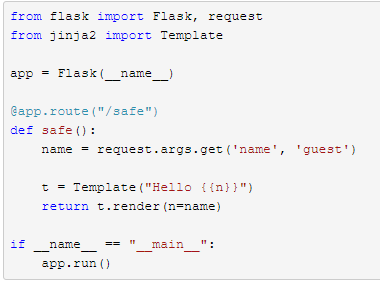 from flask import Flask, request
from jinja2 import Template

app = Flask(__name__)

@app.route("/safe")
def safe():
    name = request.args.get('name', 'guest')

    t = Template("Hello {{n}}")
    return t.render(n=name)

if __name__ == "__main__":
    app.run()